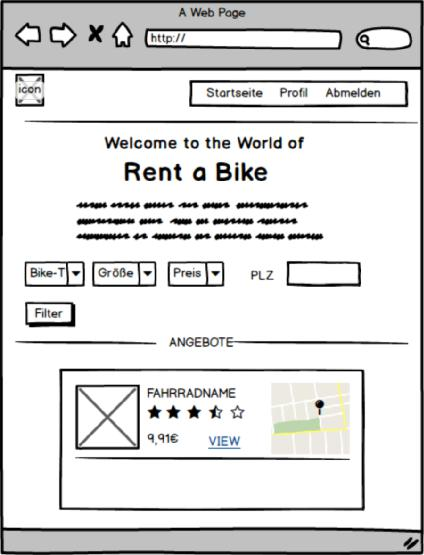 A Web Page
http://
icon
Startseite Profil Abmelden
Welcome to the World of
Rent a Bike
Bike-T Größe Preis PLZ
Filter
ANGEBOTE
FAHRRADNAME
9,91€ VIEW